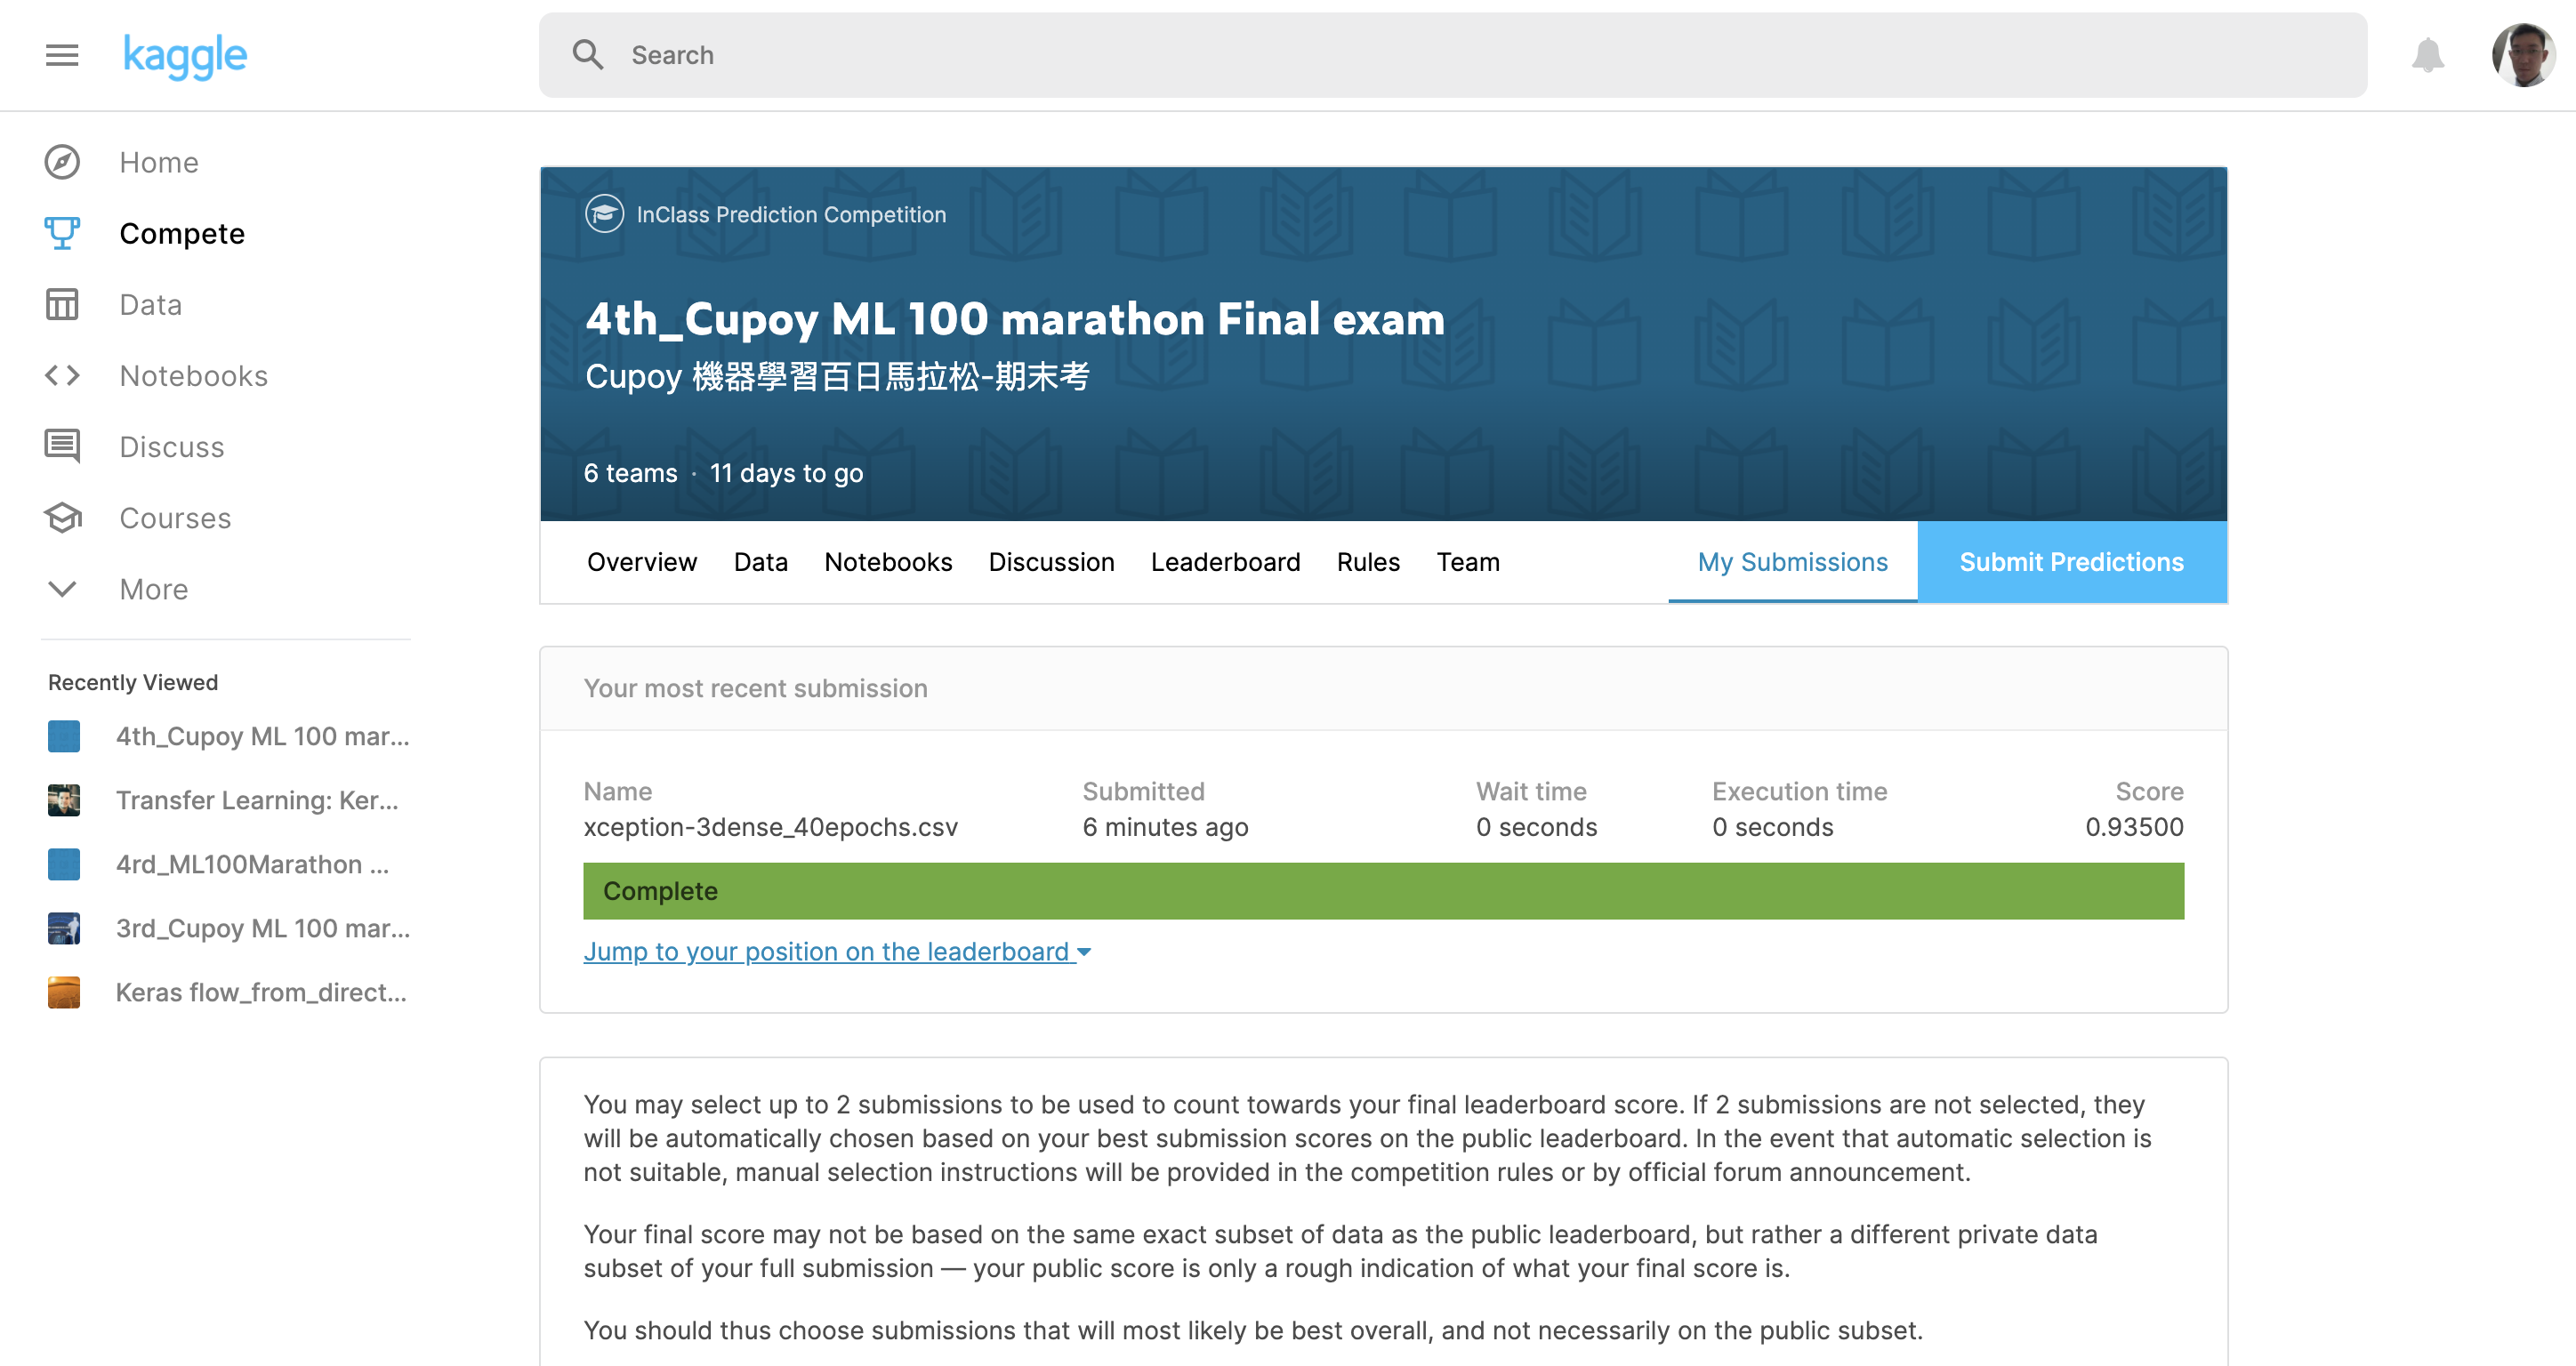 kaggle
Search
Home
Compete
Data
Notebooks
Discuss
Courses
More
Recently Viewed
4th_Cupoy ML 100 mar...
Transfer Learning: Ker...
4rd_ML100Marathon ...
3rd_Cupoy ML 100 mar...
Keras flow_from_direct...
InClass Prediction Competition
4th_Cupoy ML 100 marathon Final exam
Cupoy 機器學習百日馬拉松-期末考
6 teams · 11 days to go
Overview Data Notebooks Discussion Leaderboard Rules Team My Submissions Submit Predictions
Your most recent submission
Name Submitted Wait time Execution time Score
xception-3dense_40epochs.csv 6 minutes ago 0 seconds 0 seconds 0.93500
Complete
Jump to your position on the leaderboard
You may select up to 2 submissions to be used to count towards your final leaderboard score. If 2 submissions are not selected, they
will be automatically chosen based on your best submission scores on the public leaderboard. In the event that automatic selection is
not suitable, manual selection instructions will be provided in the competition rules or by official forum announcement.
Your final score may not be based on the same exact subset of data as the public leaderboard, but rather a different private data
subset of your full submission — your public score is only a rough indication of what your final score is.
You should thus choose submissions that will most likely be best overall, and not necessarily on the public subset.